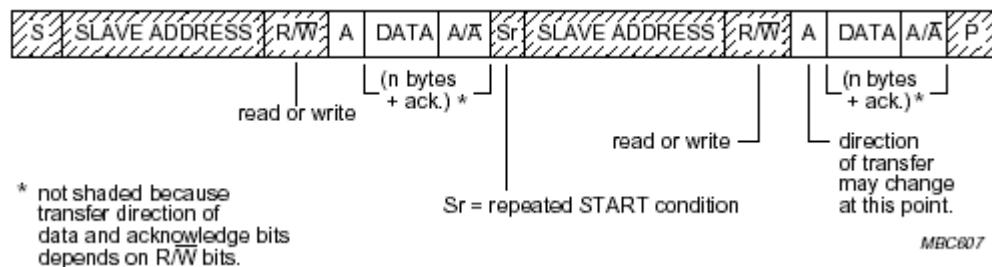 S SLAVE ADDRESS R/W̅ A DATA A/A̅ Sr SLAVE ADDRESS R/W̅ A DATA A/A̅ P
(n bytes + ack.) *
(n bytes + ack.) *
read or write
read or write
direction
of transfer
may change
at this point.
* not shaded because
transfer direction of
data and acknowledge bits
depends on R/W̅ bits.
Sr = repeated START condition
MBC607